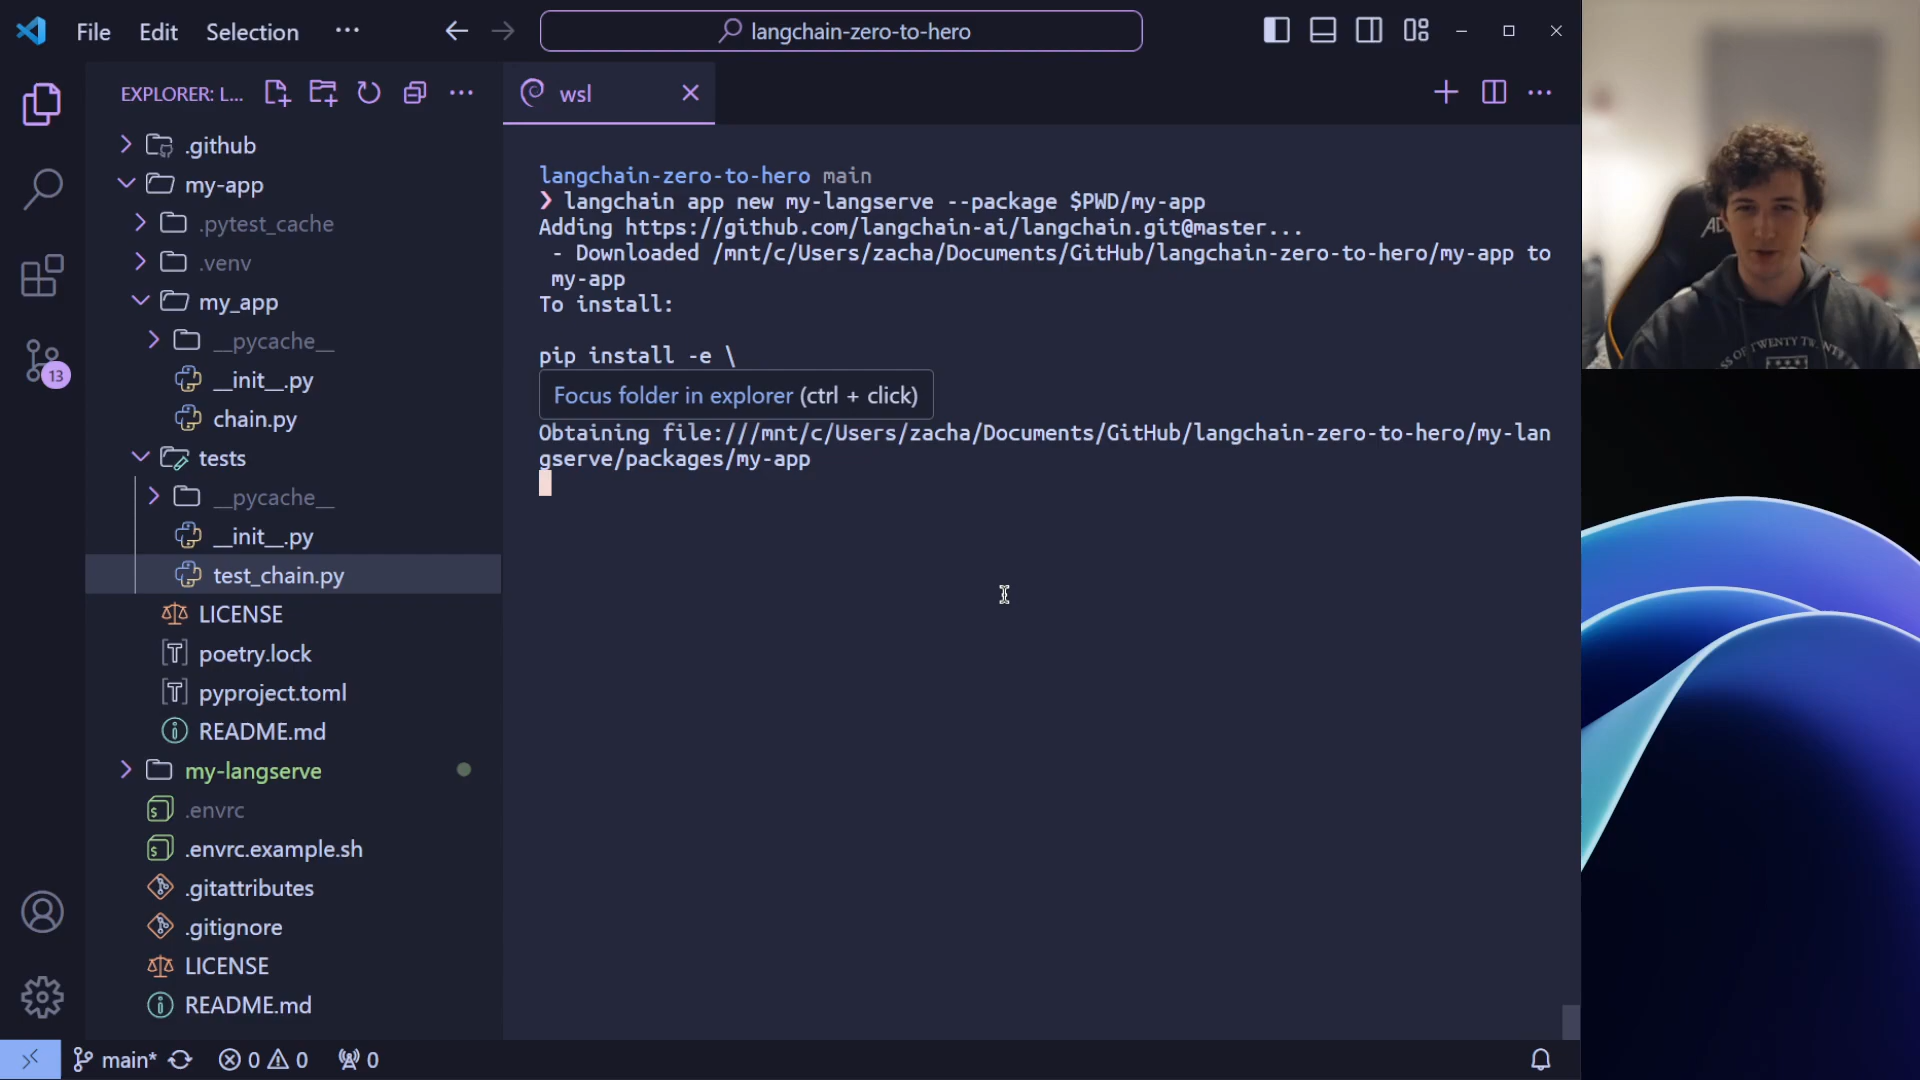 File Edit Selection ···
langchain-zero-to-hero
EXPLORER: L...
wsl
.github
my-app
.pytest_cache
.venv
my_app
__pycache__
__init__.py
chain.py
tests
__pycache__
__init__.py
test_chain.py
LICENSE
poetry.lock
pyproject.toml
README.md
my-langserve
.envrc
.envrc.example.sh
.gitattributes
.gitignore
LICENSE
README.md
13
langchain-zero-to-hero main
❯ langchain app new my-langserve --package $PWD/my-app
Adding https://github.com/langchain-ai/langchain.git@master...
- Downloaded /mnt/c/Users/zacha/Documents/GitHub/langchain-zero-to-hero/my-app to
my-app
To install:
pip install -e \
Focus folder in explorer (ctrl + click)
Obtaining file:///mnt/c/Users/zacha/Documents/GitHub/langchain-zero-to-hero/my-lan
gserve/packages/my-app
main* 0 0 0